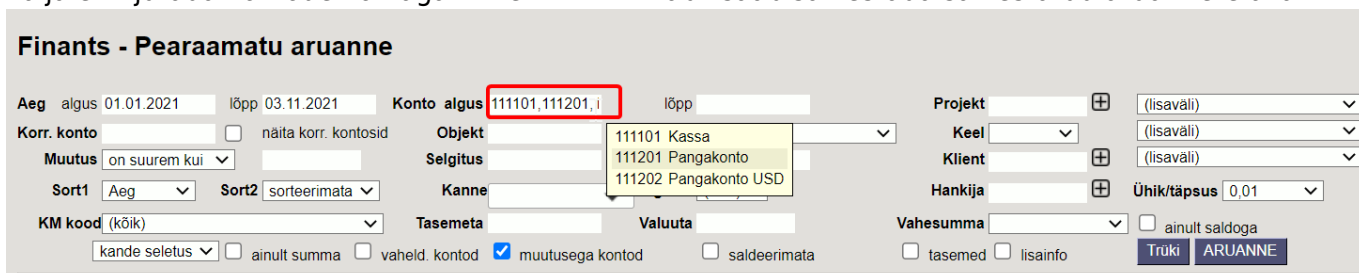 Finants - Pearaamatu aruanne
Aeg algus 01.01.2021 lõpp 03.11.2021 Konto algus 111101,111201, lõpp Projekt (lisaväli)
Korr. konto näita korr. kontosid Objekt Keel (lisaväli)
111101 Kassa
111201 Pangakonto
111202 Pangakonto USD
Muutus on suurem kui Selgitus Klient (lisaväli)
Sort1 Aeg Sort2 sorteerimata Kanne Hankija Ühik/täpsus 0,01
KM kood (kõik) Tasemeta Valuuta Vahesumma ainult saldoga
kande seletus ainult summa vaheld. kontod muutusega kontod saldeerimata tasemed lisainfo Trüki ARUANNE